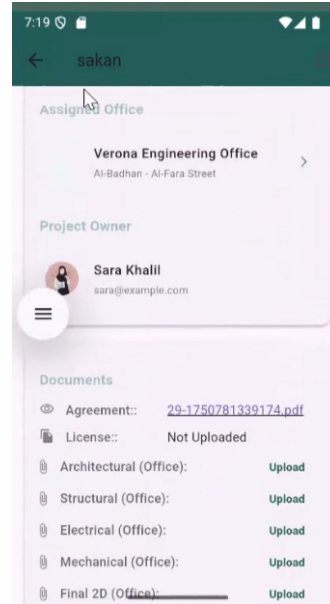 7:19
sakan
Assigned Office
Verona Engineering Office
Al-Badhan - Al-Fara Street
Project Owner
Sara Khalil
sara@example.com
Documents
Agreement:: 29-1750781339174.pdf
License:: Not Uploaded
Architectural (Office): Upload
Structural (Office): Upload
Electrical (Office): Upload
Mechanical (Office): Upload
Final 2D (Office): Upload